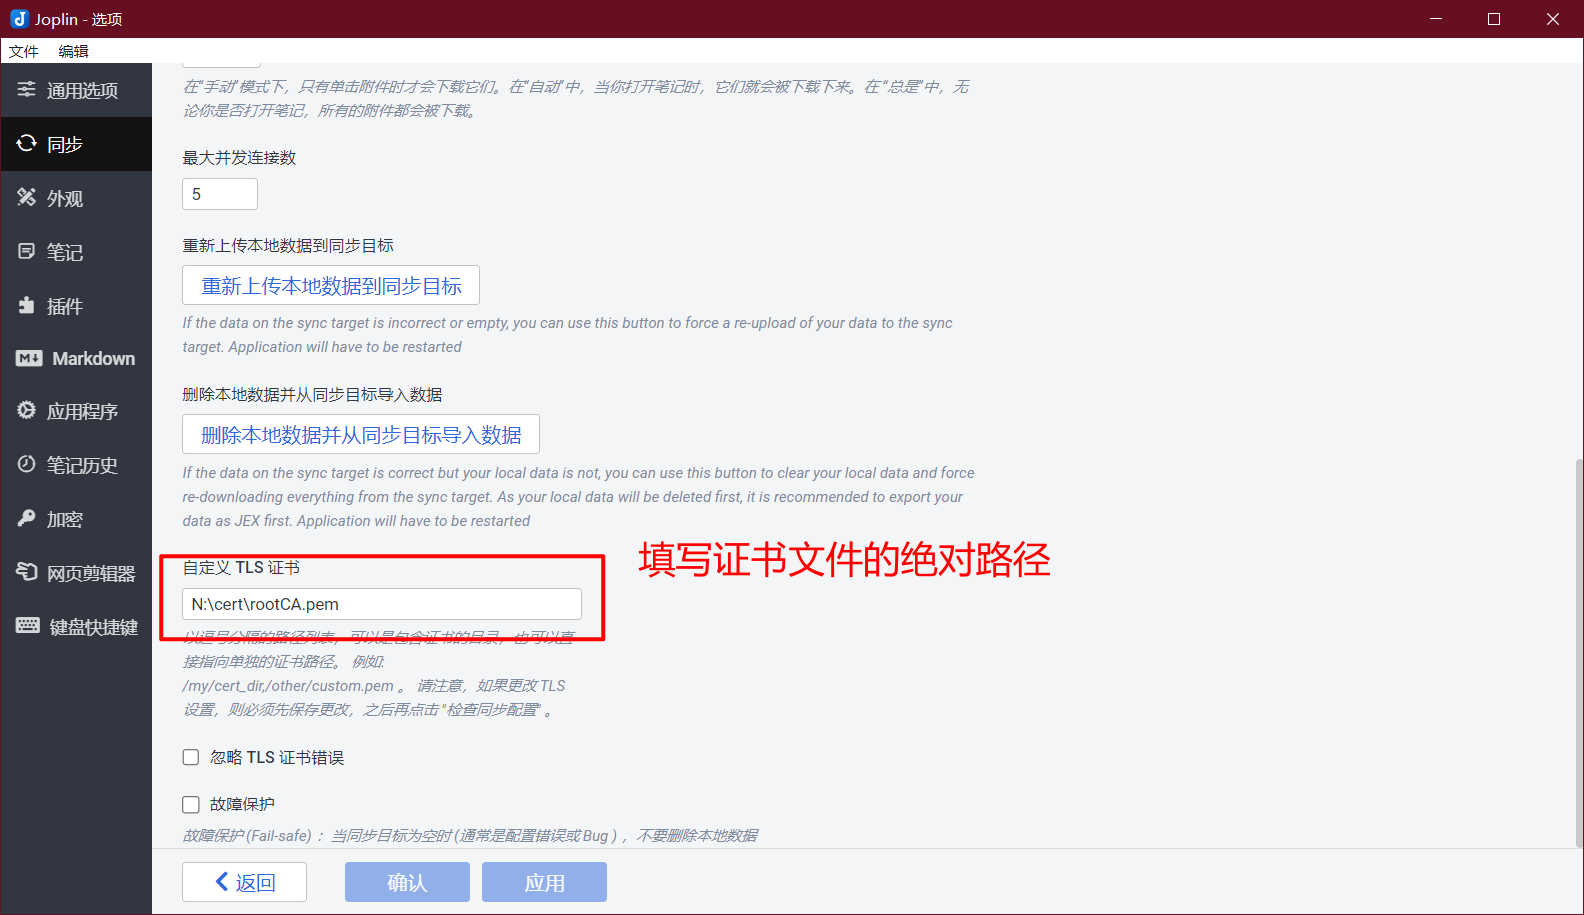 Joplin - 选项
文件 编辑
通用选项
同步
外观
笔记
插件
Markdown
应用程序
笔记历史
加密
网页剪辑器
键盘快捷键
在“手动”模式下，只有单击附件时才会下载它们。在“自动”中，当你打开笔记时，它们就会被下载下来。在“总是”中，无
论你是否打开笔记，所有的附件都会被下载。
最大并发连接数
5
重新上传本地数据到同步目标
重新上传本地数据到同步目标
If the data on the sync target is incorrect or empty, you can use this button to force a re-upload of your data to the sync
target. Application will have to be restarted
删除本地数据并从同步目标导入数据
删除本地数据并从同步目标导入数据
If the data on the sync target is correct but your local data is not, you can use this button to clear your local data and force
re-downloading everything from the sync target. As your local data will be deleted first, it is recommended to export your
data as JEX first. Application will have to be restarted
填写证书文件的绝对路径
自定义 TLS 证书
N:\cert\rootCA.pem
以逗号分隔的路径列表，可以是包含证书的目录，也可以直
接指向单独的证书路径。 例如:
/my/cert_dir,/other/custom.pem 。 请注意，如果更改 TLS
设置，则必须先保存更改，之后再点击 "检查同步配置" 。
忽略 TLS 证书错误
故障保护
故障保护 (Fail-safe) ：当同步目标为空时 (通常是配置错误或 Bug ) ，不要删除本地数据
返回
确认
应用